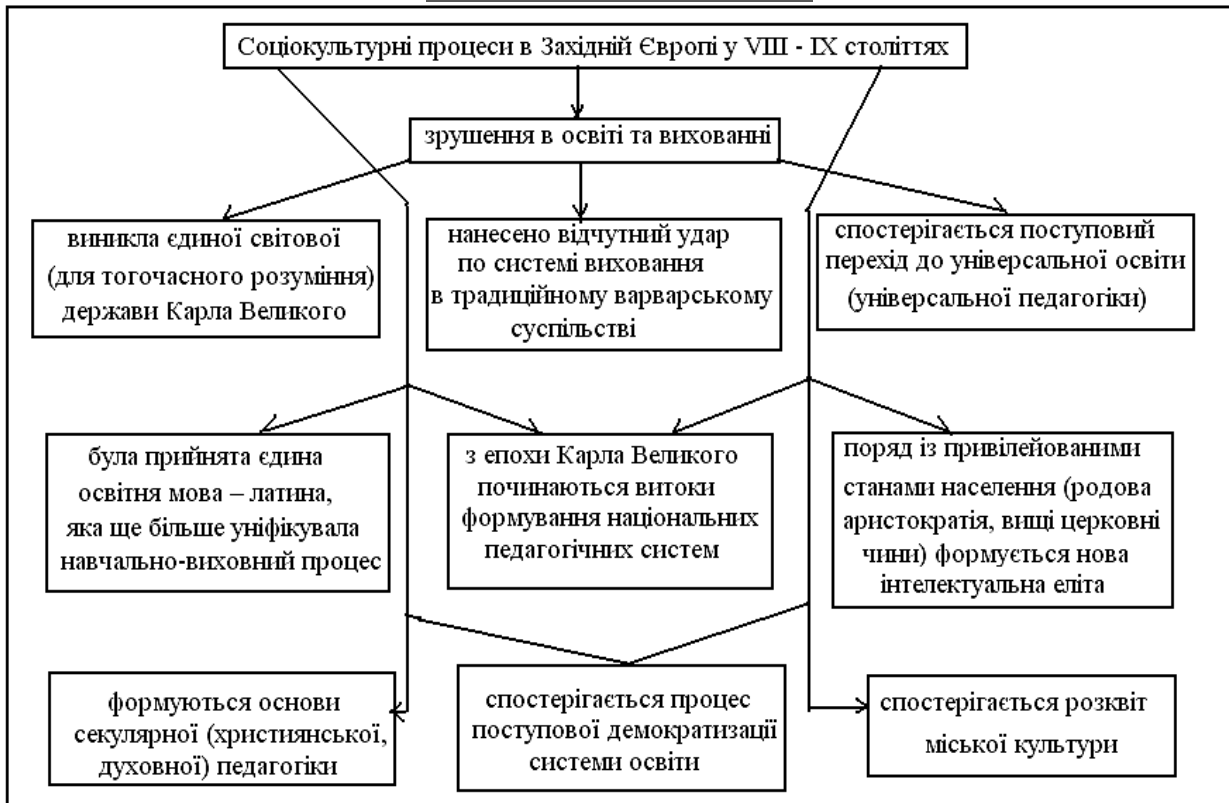 Соціокультурні процеси в Західній Європі у VIII - IX століттях
зрушення в освіті та вихованні
виникла єдиної світової
(для тогочасного розуміння)
держави Карла Великого
нанесено відчутний удар
по системі виховання
в традиційному варварському
суспільстві
спостерігається поступовий
перехід до універсальної освіти
(універсальної педагогіки)
була прийнята єдина
освітня мова – латина,
яка ще більше уніфікувала
навчально-виховний процес
з епохи Карла Великого
починаються витоки
формування національних
педагогічних систем
поряд із привілейованими
станами населення (родова
аристократія, вищі церковні
чини) формується нова
інтелектуальна еліта
формуються основи
секулярної (християнської,
духовної) педагогіки
спостерігається процес
поступової демократизації
системи освіти
спостерігається розквіт
міської культури